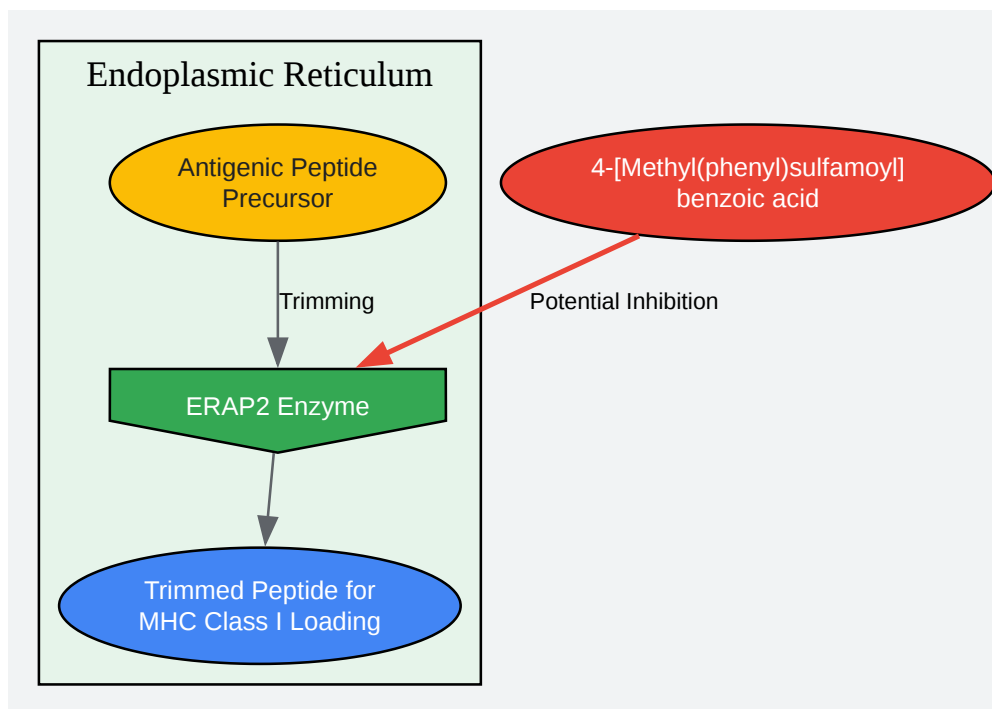 Endoplasmic Reticulum
Antigenic Peptide
Precursor
4-[Methyl(phenyl)sulfamoyl]
benzoic acid
Trimming
Potential Inhibition
ERAP2 Enzyme
Trimmed Peptide for
MHC Class I Loading